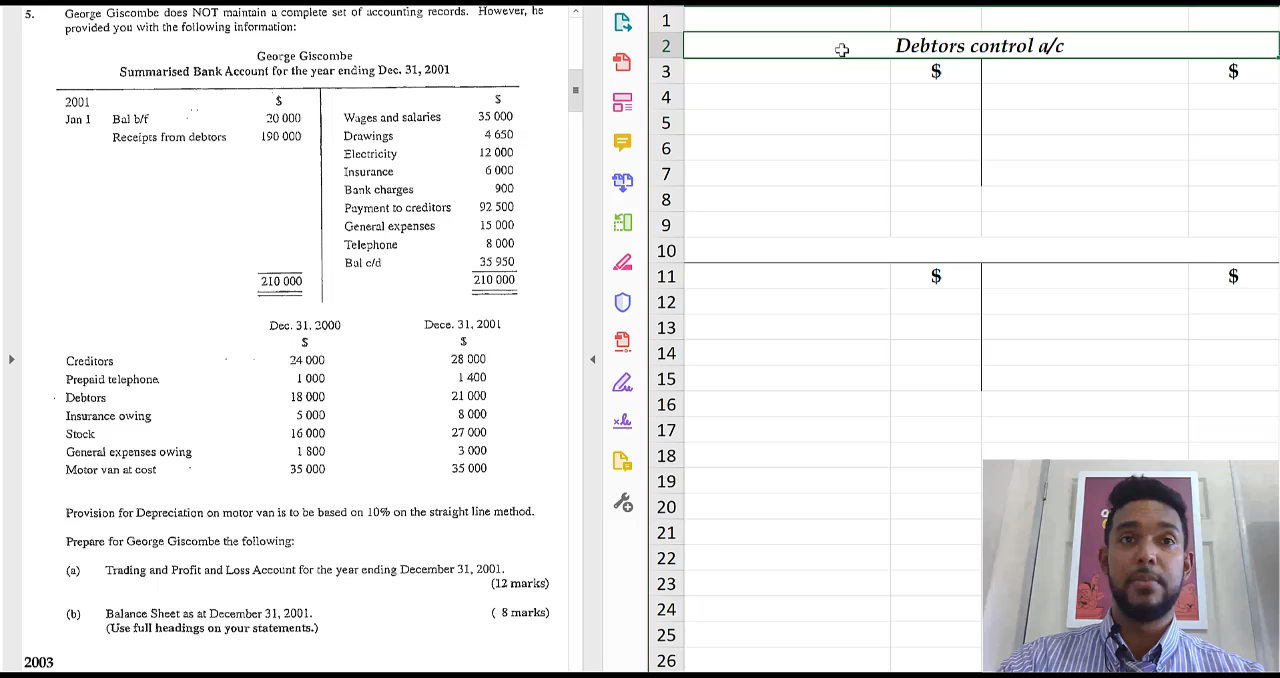 5. George Giscombe does NOT maintain a complete set of accounting records. However, he
provided you with the following information:
George Giscombe
Summarised Bank Account for the year ending Dec. 31, 2001
2001 $ $
Jan 1 Bal b/f 20 000 Wages and salaries 35 000
Receipts from debtors 190 000 Drawings 4 650
Electricity 12 000
Insurance 6 000
Bank charges 900
Payment to creditors 92 500
General expenses 15 000
Telephone 8 000
Bal c/d 35 950
210 000 210 000
Dec. 31. 2000 Dece. 31, 2001
$ $
Creditors 24 000 28 000
Prepaid telephone 1 000 1 400
Debtors 18 000 21 000
Insurance owing 5 000 8 000
Stock 16 000 27 000
General expenses owing 1 800 3 000
Motor van at cost 35 000 35 000
Provision for Depreciation on motor van is to be based on 10% on the straight line method.
Prepare for George Giscombe the following:
(a) Trading and Profit and Loss Account for the year ending December 31, 2001.
(12 marks)
(b) Balance Sheet as at December 31, 2001. ( 8 marks)
(Use full headings on your statements.)
2003
1
2 Debtors control a/c
3 $ $
4
5
6
7
8
9
10
11 $ $
12
13
14
15
16
17
18
19
20
21
22
23
24
25
26